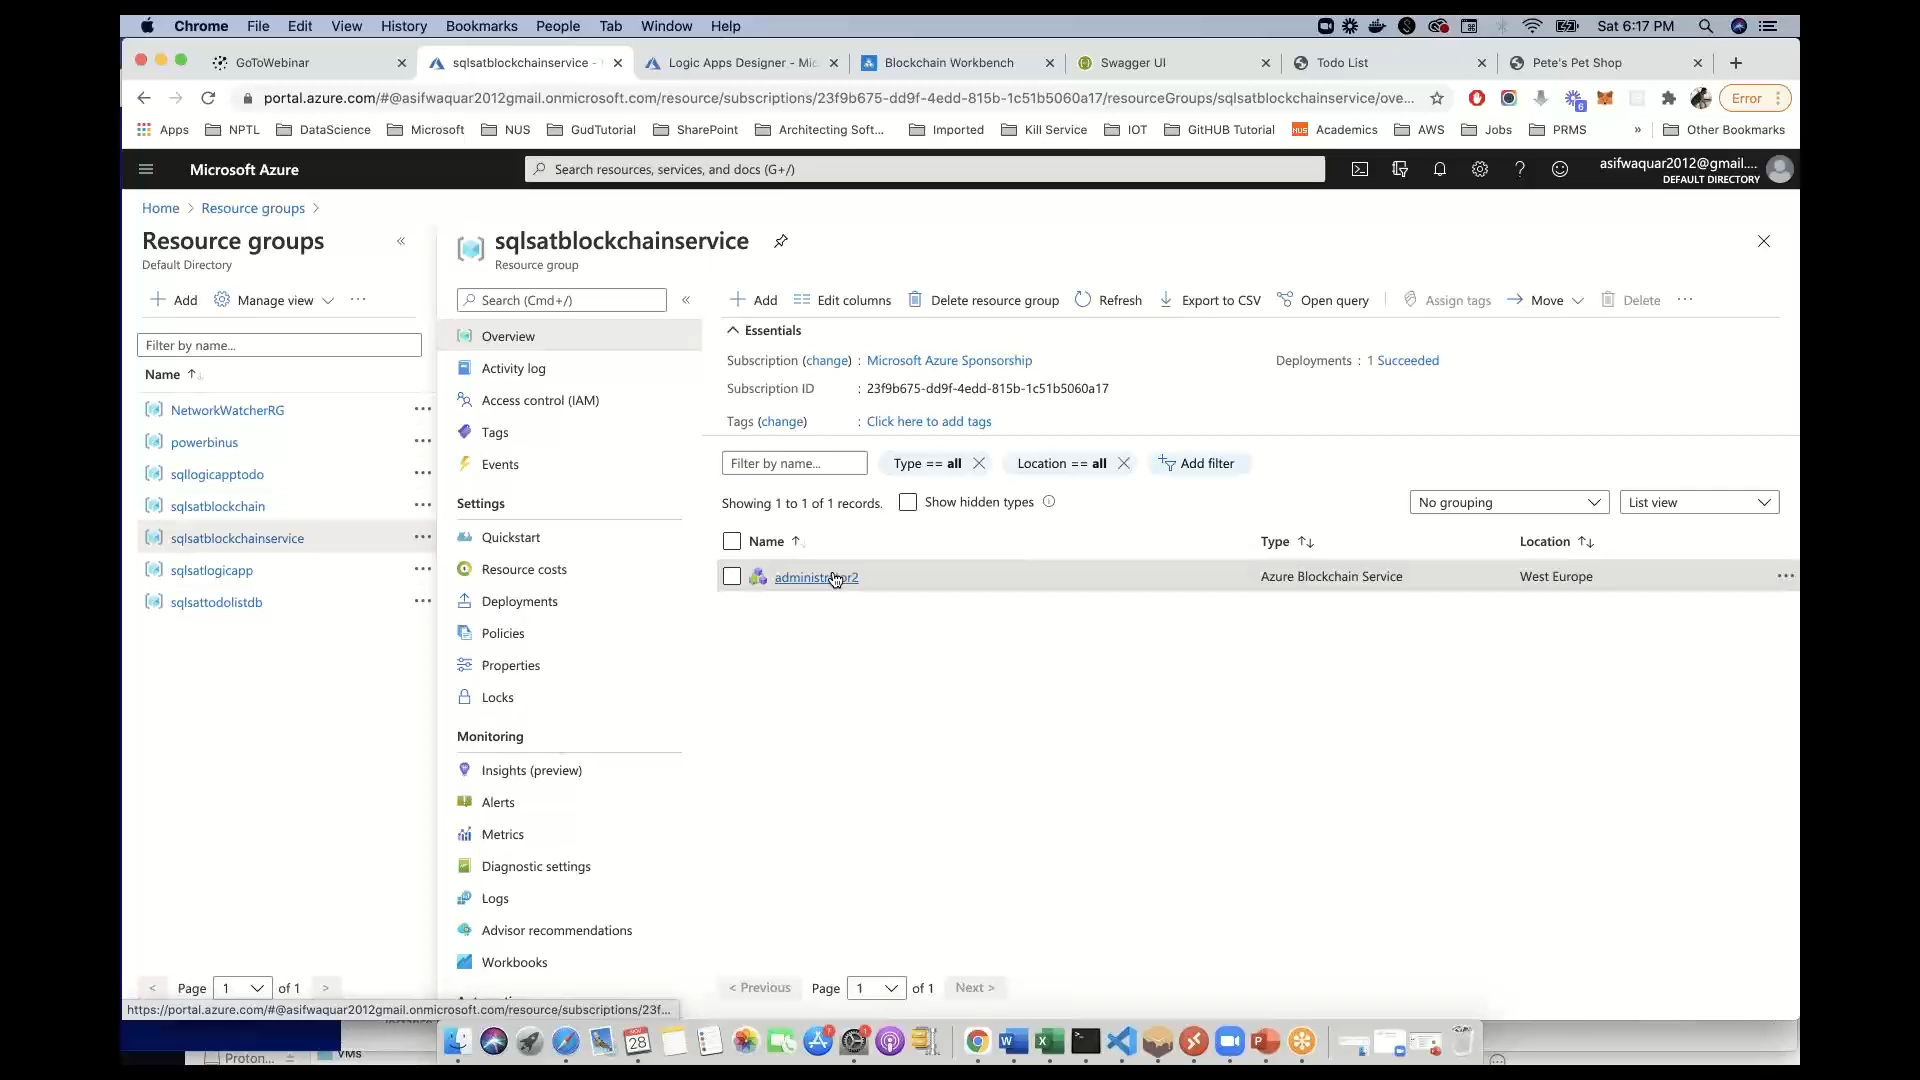 Chrome File Edit View History Bookmarks People Tab Window Help Sat 6:17 PM
GoToWebinar sqlsatblockchainservice - Logic Apps Designer - Mic Blockchain Workbench Swagger UI Todo List Pete's Pet Shop
portal.azure.com/#@asifwaquar2012gmail.onmicrosoft.com/resource/subscriptions/23f9b675-dd9f-4edd-815b-1c51b5060a17/resourceGroups/sqlsatblockchainservice/ove... 6 Error
Apps NPTL DataScience Microsoft NUS GudTutorial SharePoint Architecting Soft... Imported Kill Service IOT GitHUB Tutorial NUS Academics AWS Jobs PRMS » Other Bookmarks
Microsoft Azure
Search resources, services, and docs (G+/)
asifwaquar2012@gmail....
DEFAULT DIRECTORY
Home > Resource groups >
Resource groups «
Default Directory
Add Manage view ...
Filter by name...
Name
NetworkWatcherRG ...
powerbinus ...
sqllogicapptodo ...
sqlsatblockchain ...
sqlsatblockchainservice ...
sqlsatlogicapp ...
sqlsattodolistdb ...
< Page 1 of 1 >
sqlsatblockchainservice
Resource group
Search (Cmd+/) «
Overview
Activity log
Access control (IAM)
Tags
Events
Settings
Quickstart
Resource costs
Deployments
Policies
Properties
Locks
Monitoring
Insights (preview)
Alerts
Metrics
Diagnostic settings
Logs
Advisor recommendations
Workbooks
Add Edit columns Delete resource group Refresh Export to CSV Open query Assign tags Move Delete ...
Essentials
Subscription (change) : Microsoft Azure Sponsorship Deployments : 1 Succeeded
Subscription ID : 23f9b675-dd9f-4edd-815b-1c51b5060a17
Tags (change) : Click here to add tags
Filter by name... Type == all Location == all Add filter
Showing 1 to 1 of 1 records. Show hidden types No grouping List view
Name Type Location
administrator2 Azure Blockchain Service West Europe ...
< Previous Page 1 of 1 Next >
https://portal.azure.com/#@asifwaquar2012gmail.onmicrosoft.com/resource/subscriptions/23f...
NOV
28
Proton... VMs